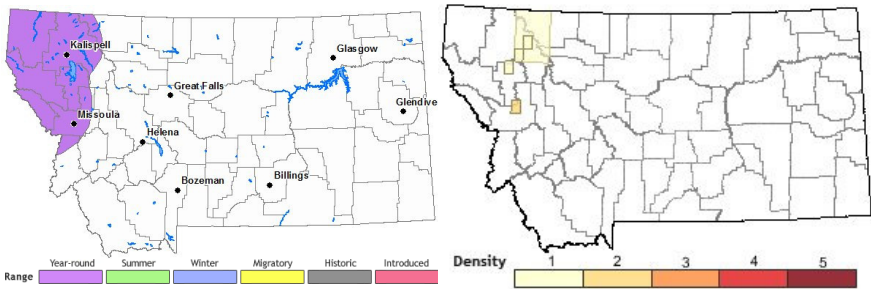 Kalispell
Glasgow
Great Falls
Glendive
Missoula
Helena
Bozeman
Billings
Range Year-round Summer Winter Migratory Historic Introduced
Density 1 2 3 4 5